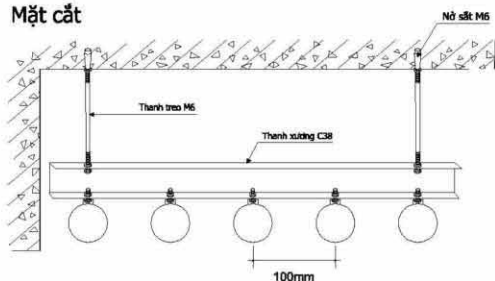 Mặt cắt
Nở sắt M6
Thanh treo M6
Thanh xương C38
100mm